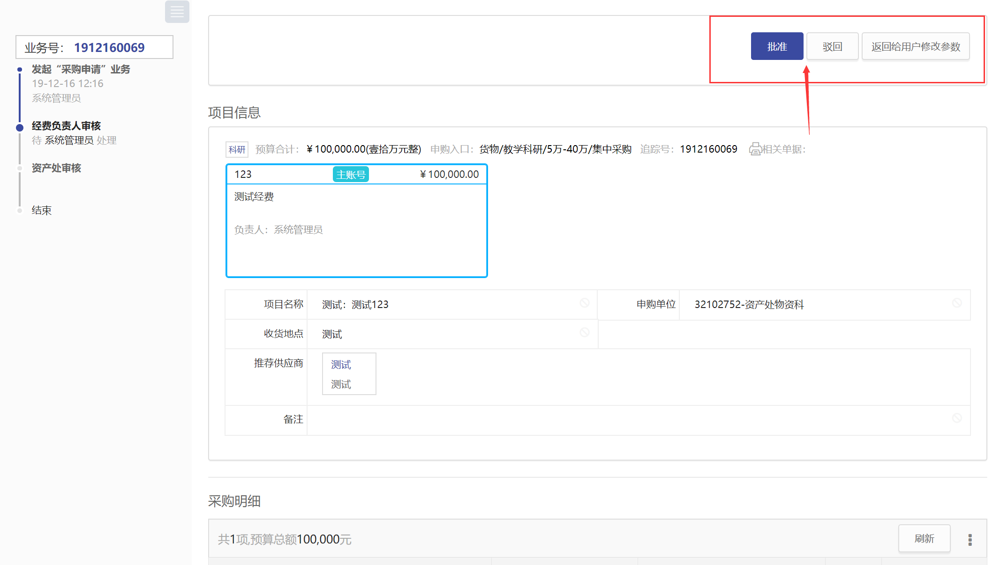 业务号： 1912160069
发起“采购申请”业务
19-12-16 12:16
系统管理员
经费负责人审核
待 系统管理员 处理
资产处审核
结束
批准 驳回 返回给用户修改参数
项目信息
科研 预算合计： ¥ 100,000.00(壹拾万元整) 申购入口： 货物/教学科研/5万-40万/集中采购 追踪号： 1912160069 相关单据：
123 主账号 ¥ 100,000.00
测试经费
负责人：系统管理员
项目名称 测试：测试123 申购单位 32102752-资产处物资科
收货地点 测试
推荐供应商 测试
测试
备注
采购明细
共1项,预算总额100,000元 刷新